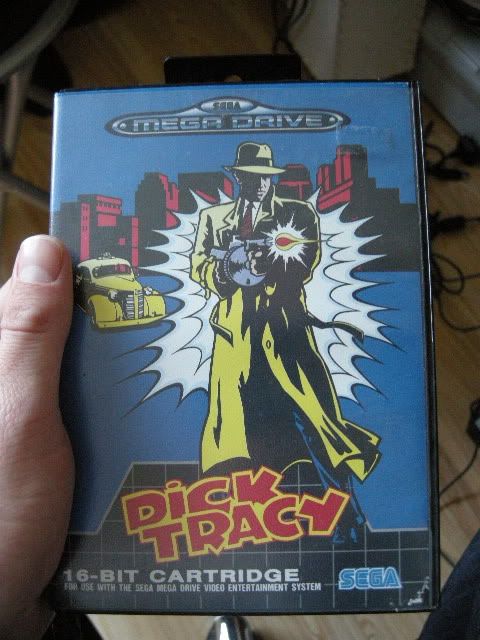 SEGA
MEGA DRIVE
DICK
TRACY
16-BIT CARTRIDGE
FOR USE WITH THE SEGA MEGA DRIVE VIDEO ENTERTAINMENT SYSTEM
SEGA